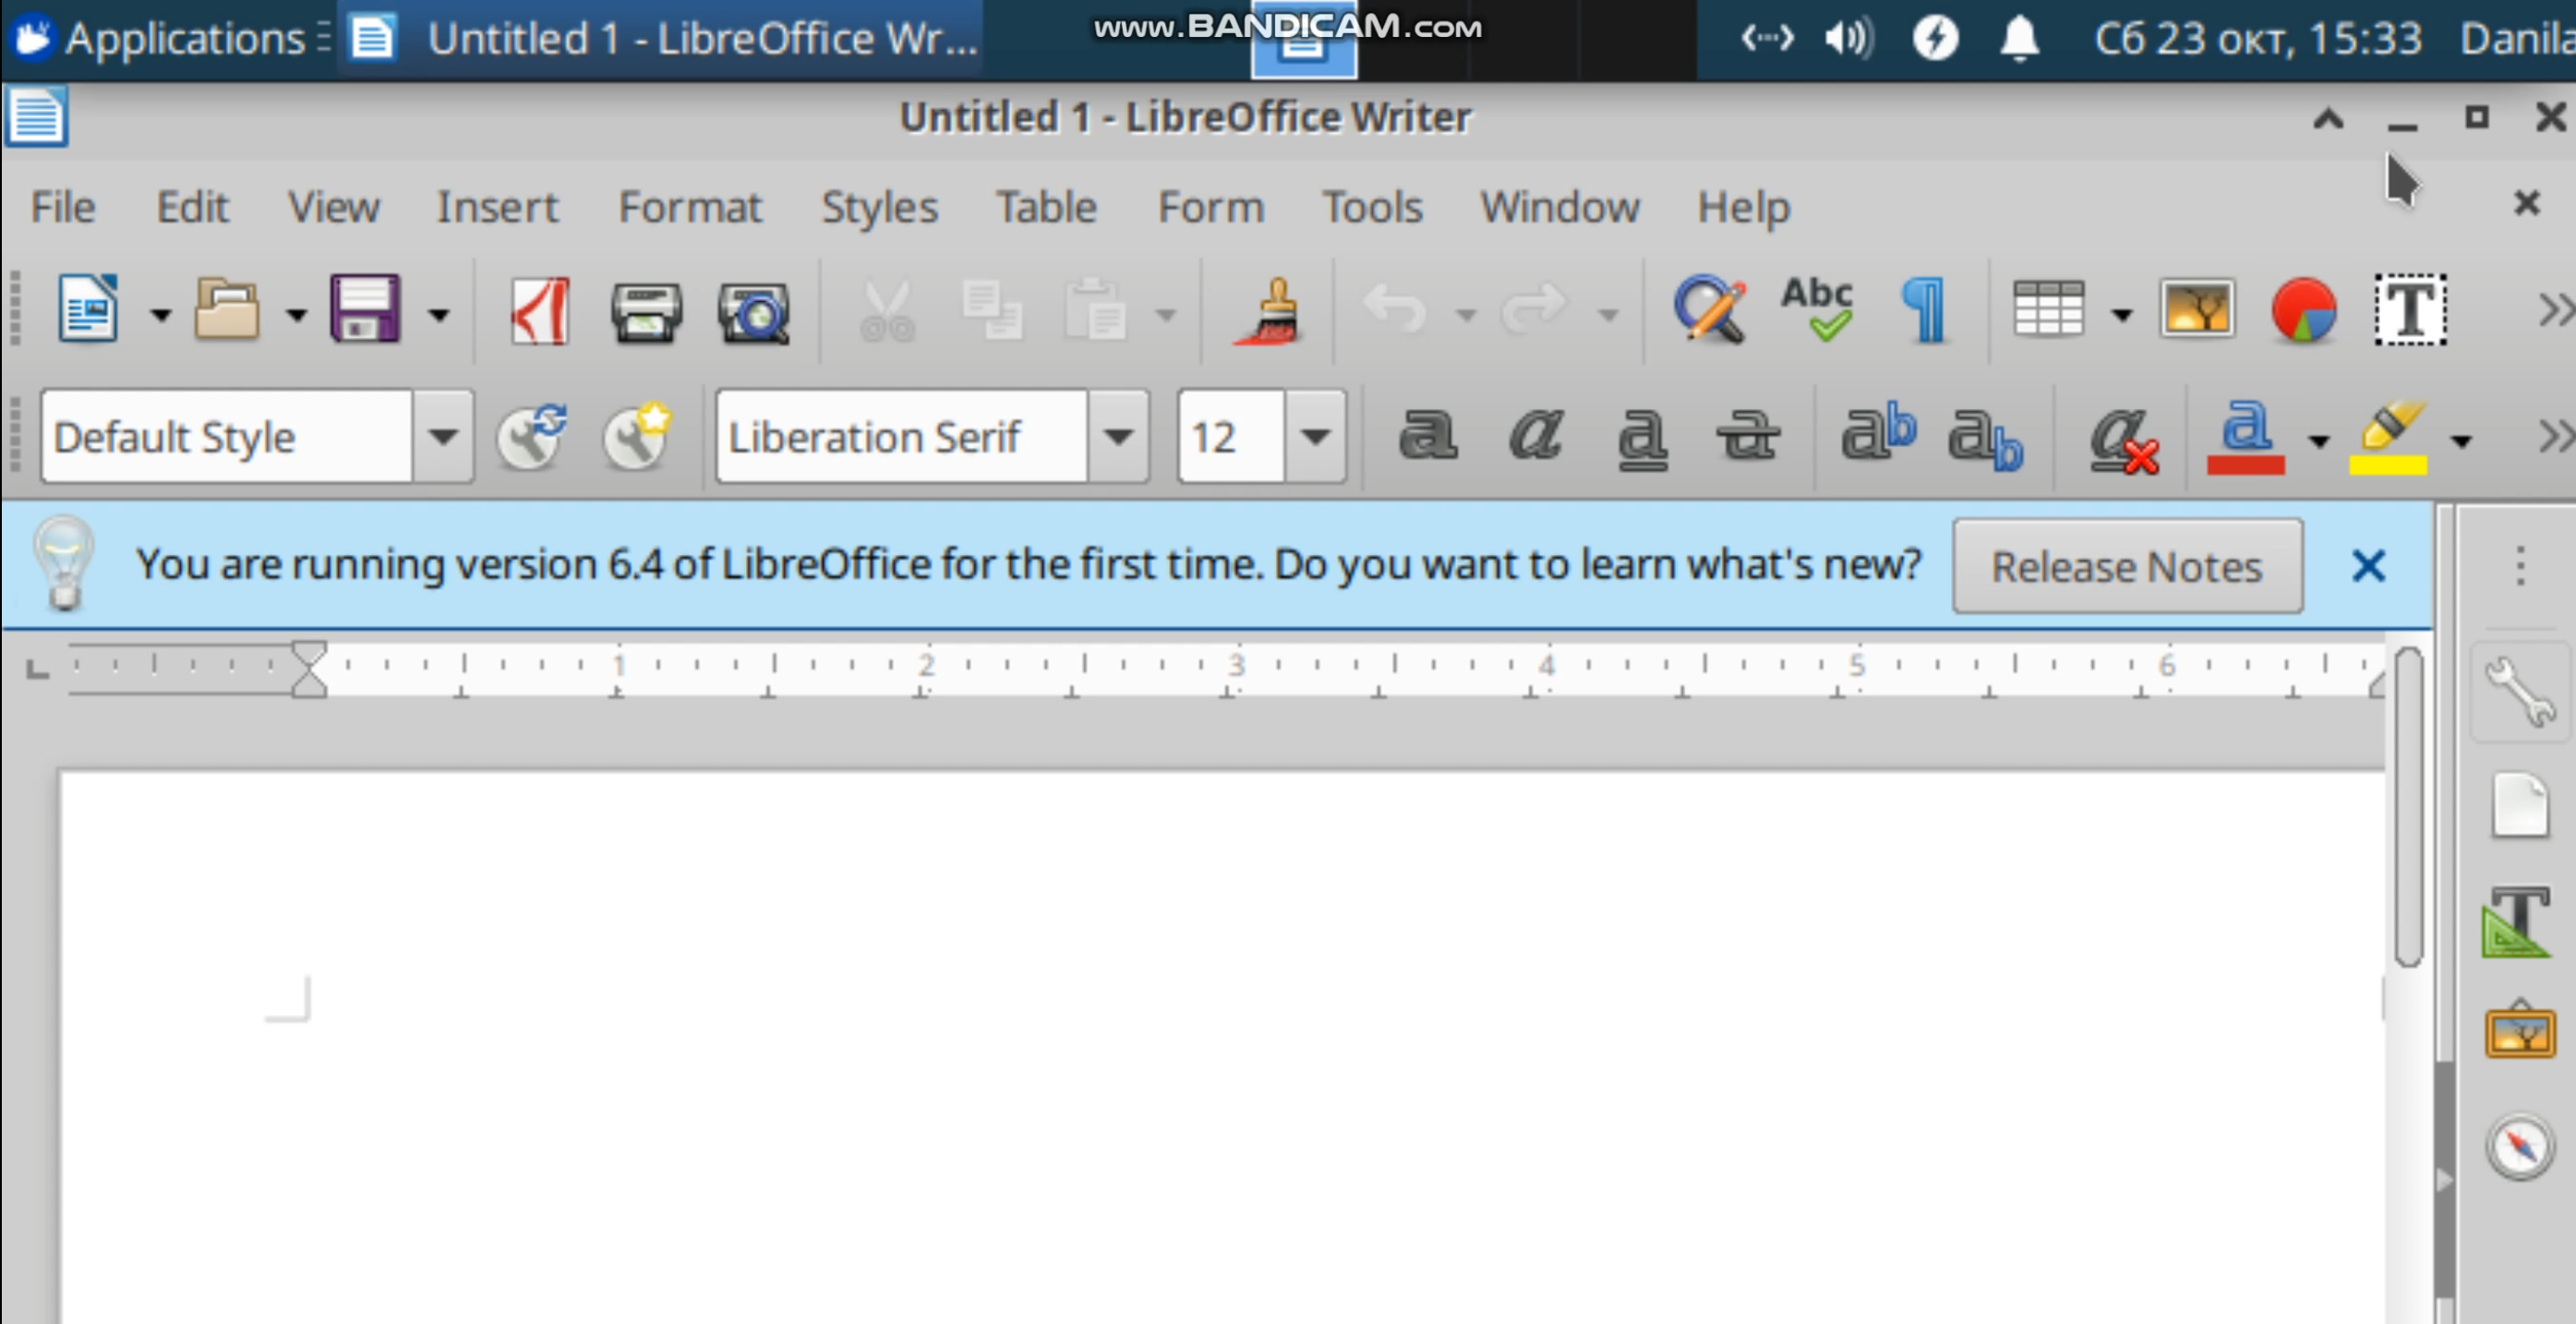 Applications
Untitled 1 - LibreOffice Wr...
www.BANDICAM.com
Сб 23 окт, 15:33
Danila
Untitled 1 - LibreOffice Writer
File Edit View Insert Format Styles Table Form Tools Window Help
Abc
T
Default Style
Liberation Serif
12
a a a a ab ab a a
You are running version 6.4 of LibreOffice for the first time. Do you want to learn what's new?
Release Notes
1 2 3 4 5 6